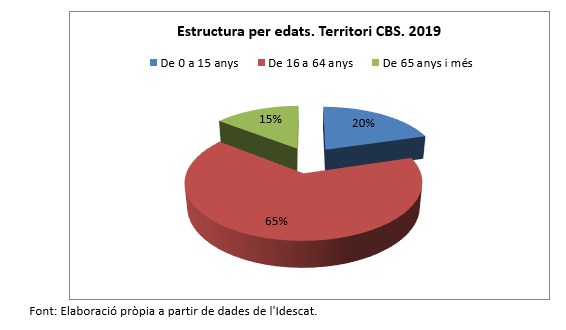 Estructura per edats. Territori CBS. 2019
De 0 a 15 anys De 16 a 64 anys De 65 anys i més
15%
20%
65%
Font: Elaboració pròpia a partir de dades de l'Idescat.